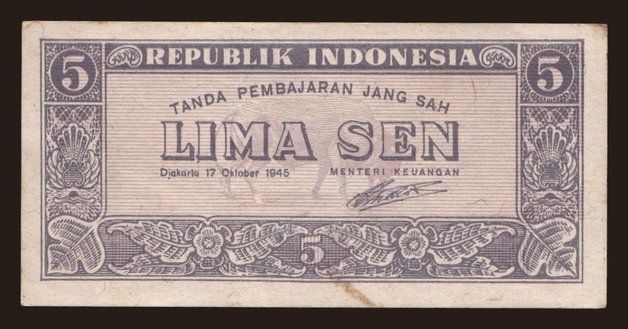 5 REPUBLIK INDONESIA 5
TANDA PEMBAJARAN JANG SAH
LIMA SEN
Djakarta 17 Oktober 1945 MENTERI KEUANGAN
5